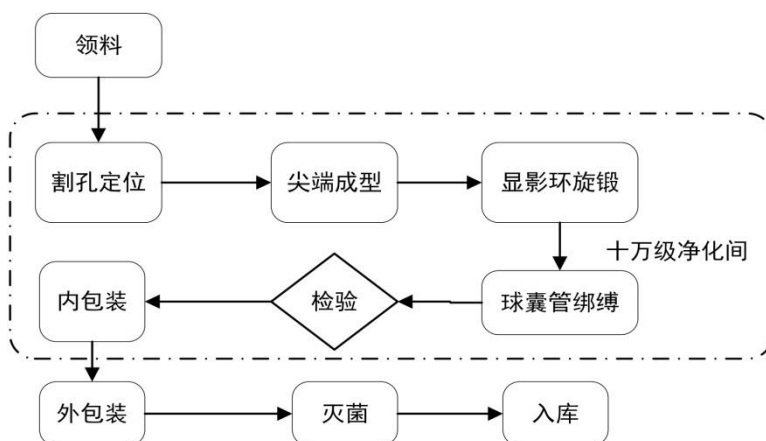 领料
割孔定位
尖端成型
显影环旋锻
十万级净化间
球囊管绑缚
检验
内包装
外包装
灭菌
入库